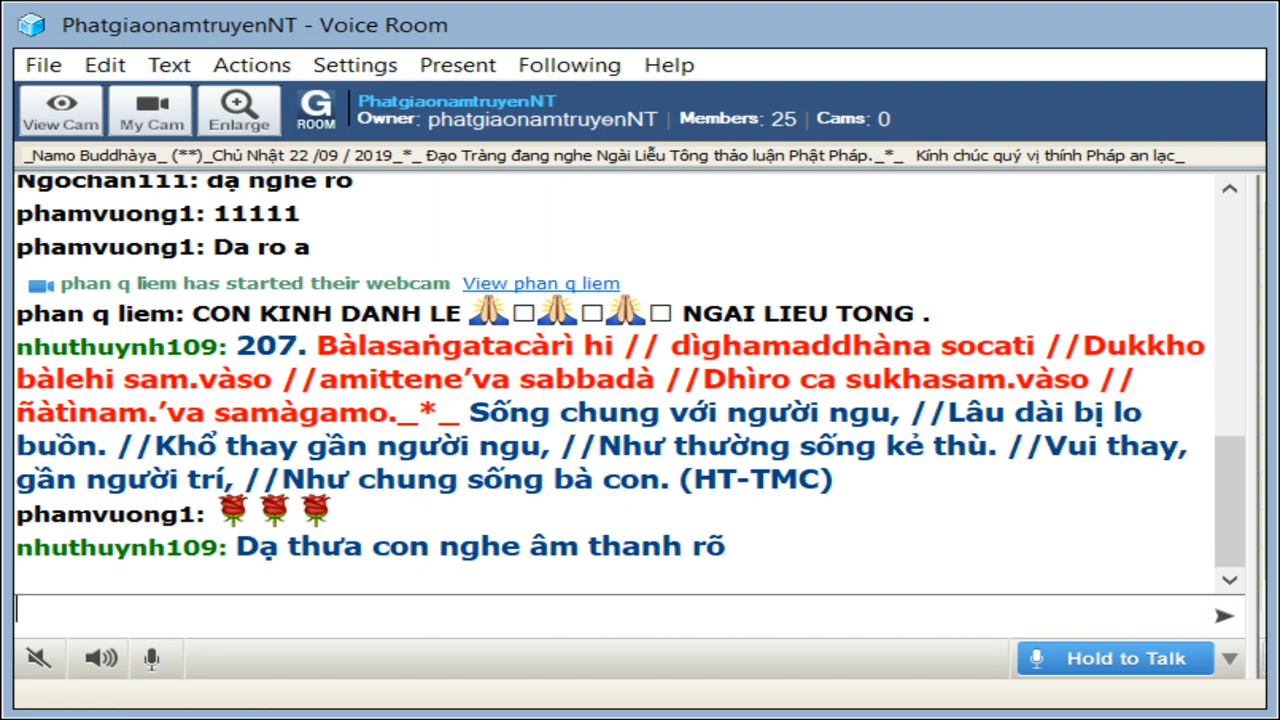 PhatgiaonamtruyenNT - Voice Room
File Edit Text Actions Settings Present Following Help
View Cam My Cam Enlarge G ROOM PhatgiaonamtruyenNT
Owner: phatgiaonamtruyenNT | Members: 25 | Cams: 0
_Namo Buddhàya_ (**)_Chủ Nhật 22 /09 / 2019_*_ Đạo Tràng đang nghe Ngài Liễu Tông thảo luận Phật Pháp._*_ Kính chúc quý vị thính Pháp an lạc_
Ngochan111: dạ nghe rõ
phamvuong1: 11111
phamvuong1: Da ro a
phan q liem has started their webcam View phan q liem
phan q liem: CON KINH DANH LE 🙏□🙏□🙏□ NGAI LIEU TONG .
nhuthuynh109: 207. Bàlasaṅgatacàrì hi // dìghamaddhàna socati //Dukkho
bàlehi sam.vàso //amittene’va sabbadà //Dhìro ca sukhasam.vàso //
ñàtìnam.’va samàgamo._*_ Sống chung với người ngu, //Lâu dài bị lo
buồn. //Khổ thay gần người ngu, //Như thường sống kẻ thù. //Vui thay,
gần người trí, //Như chung sống bà con. (HT-TMC)
phamvuong1: 🌹🌹🌹
nhuthuynh109: Dạ thưa con nghe âm thanh rõ
Hold to Talk